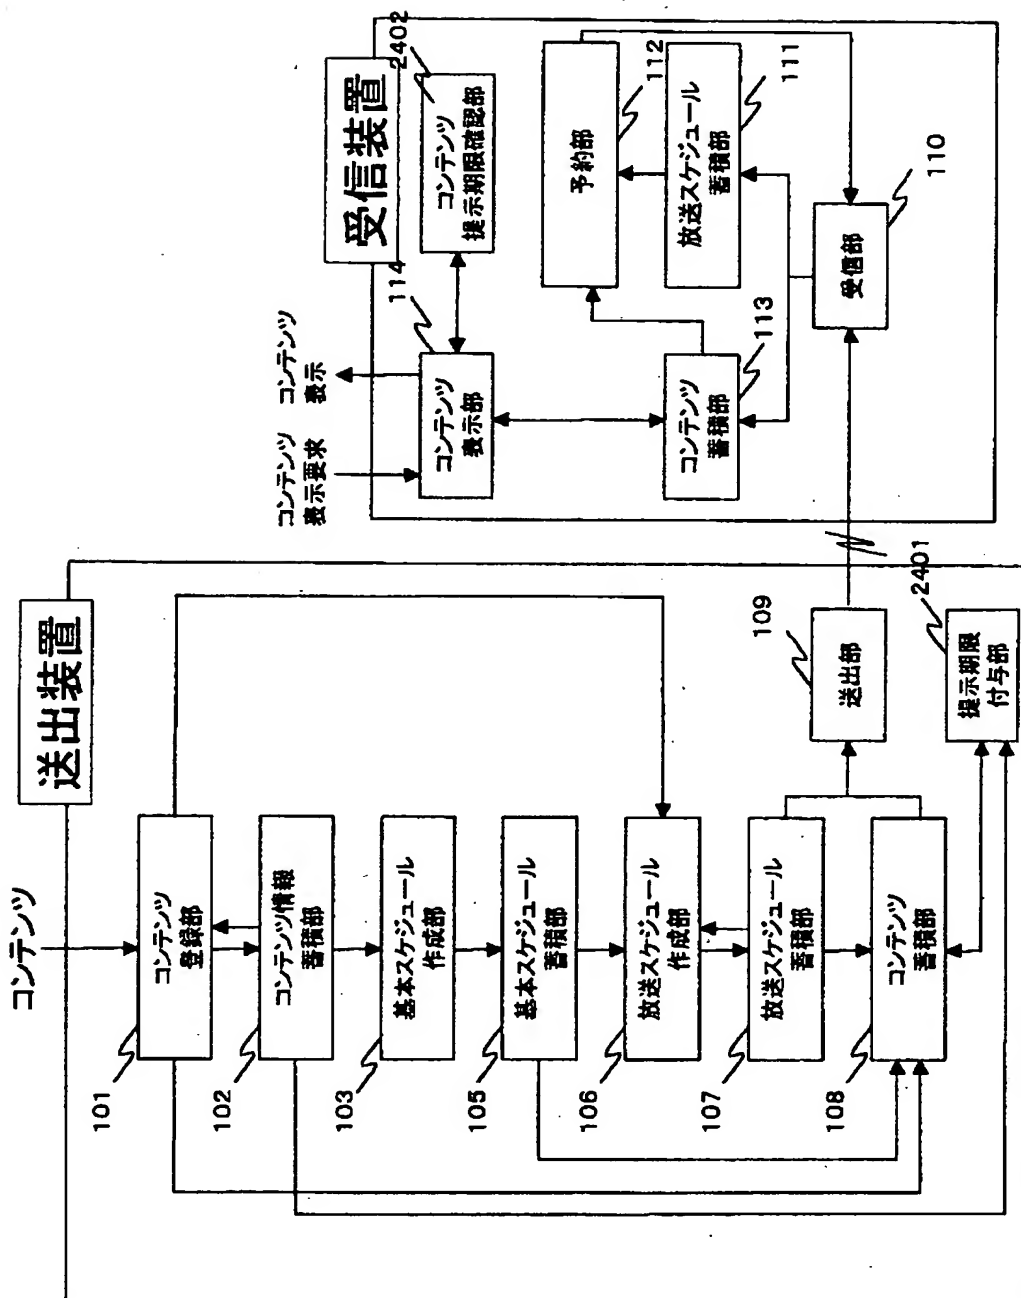 コンテンツ
送出装置
101
コンテンツ
登録部
102
コンテンツ情報
蓄積部
103
基本スケジュール
作成部
105
基本スケジュール
蓄積部
106
放送スケジュール
作成部
107
放送スケジュール
蓄積部
108
コンテンツ
蓄積部
109
送出部
2401
提示期限
付与部
受信装置
コンテンツ
表示要求
コンテンツ
表示
114
コンテンツ
表示部
2402
コンテンツ
提示期限確認部
113
コンテンツ
蓄積部
112
予約部
111
放送スケジュール
蓄積部
110
受信部